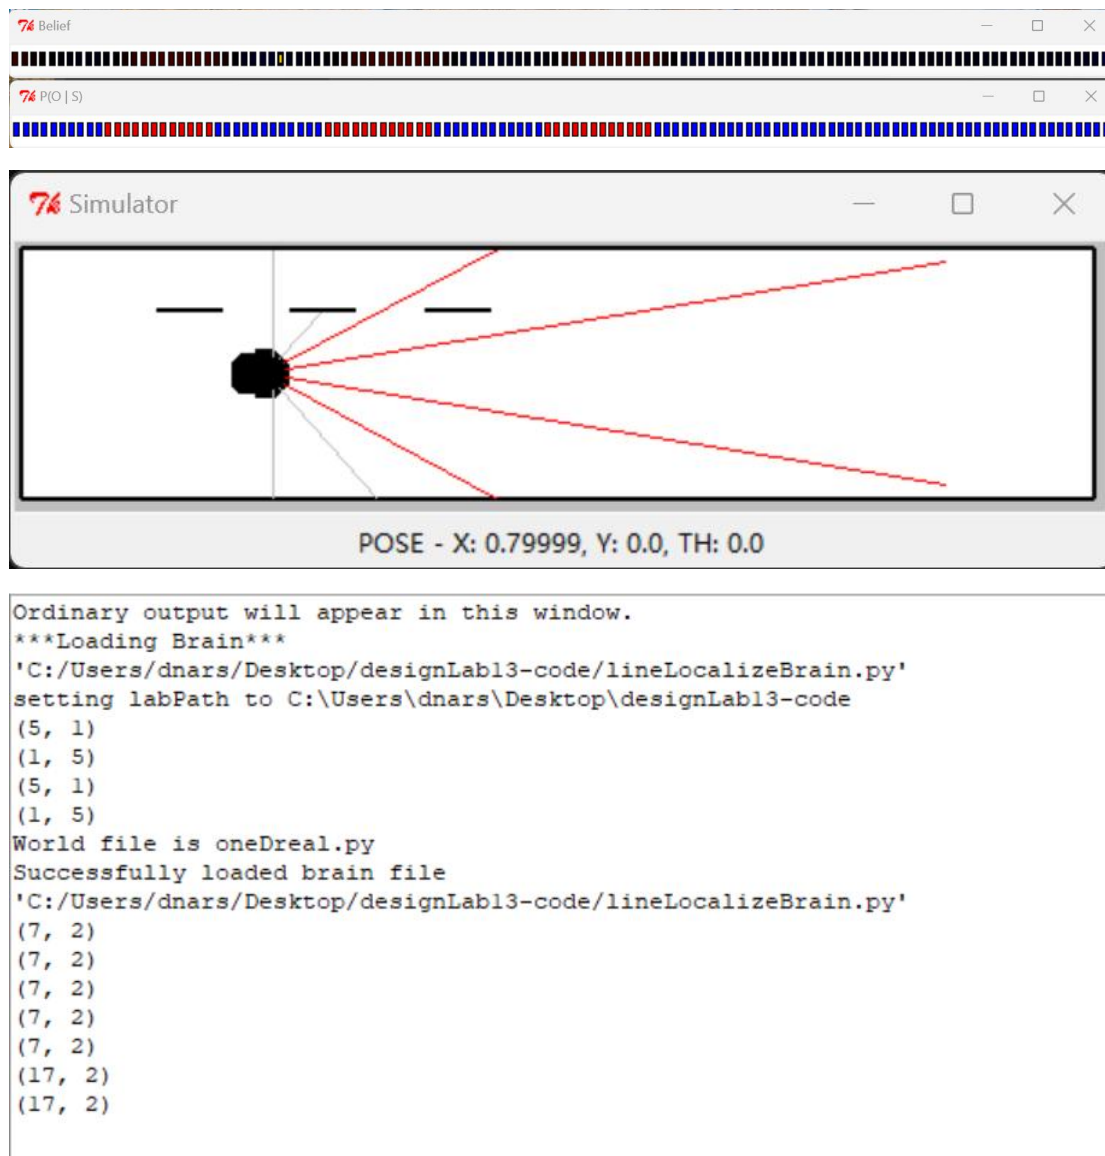 Belief
P(O | S)
Simulator
POSE - X: 0.79999, Y: 0.0, TH: 0.0
Ordinary output will appear in this window.
***Loading Brain***
'C:/Users/dnars/Desktop/designLab13-code/lineLocalizeBrain.py'
setting labPath to C:\Users\dnars\Desktop\designLab13-code
(5, 1)
(1, 5)
(5, 1)
(1, 5)
World file is oneDreal.py
Successfully loaded brain file
'C:/Users/dnars/Desktop/designLab13-code/lineLocalizeBrain.py'
(7, 2)
(7, 2)
(7, 2)
(7, 2)
(7, 2)
(17, 2)
(17, 2)